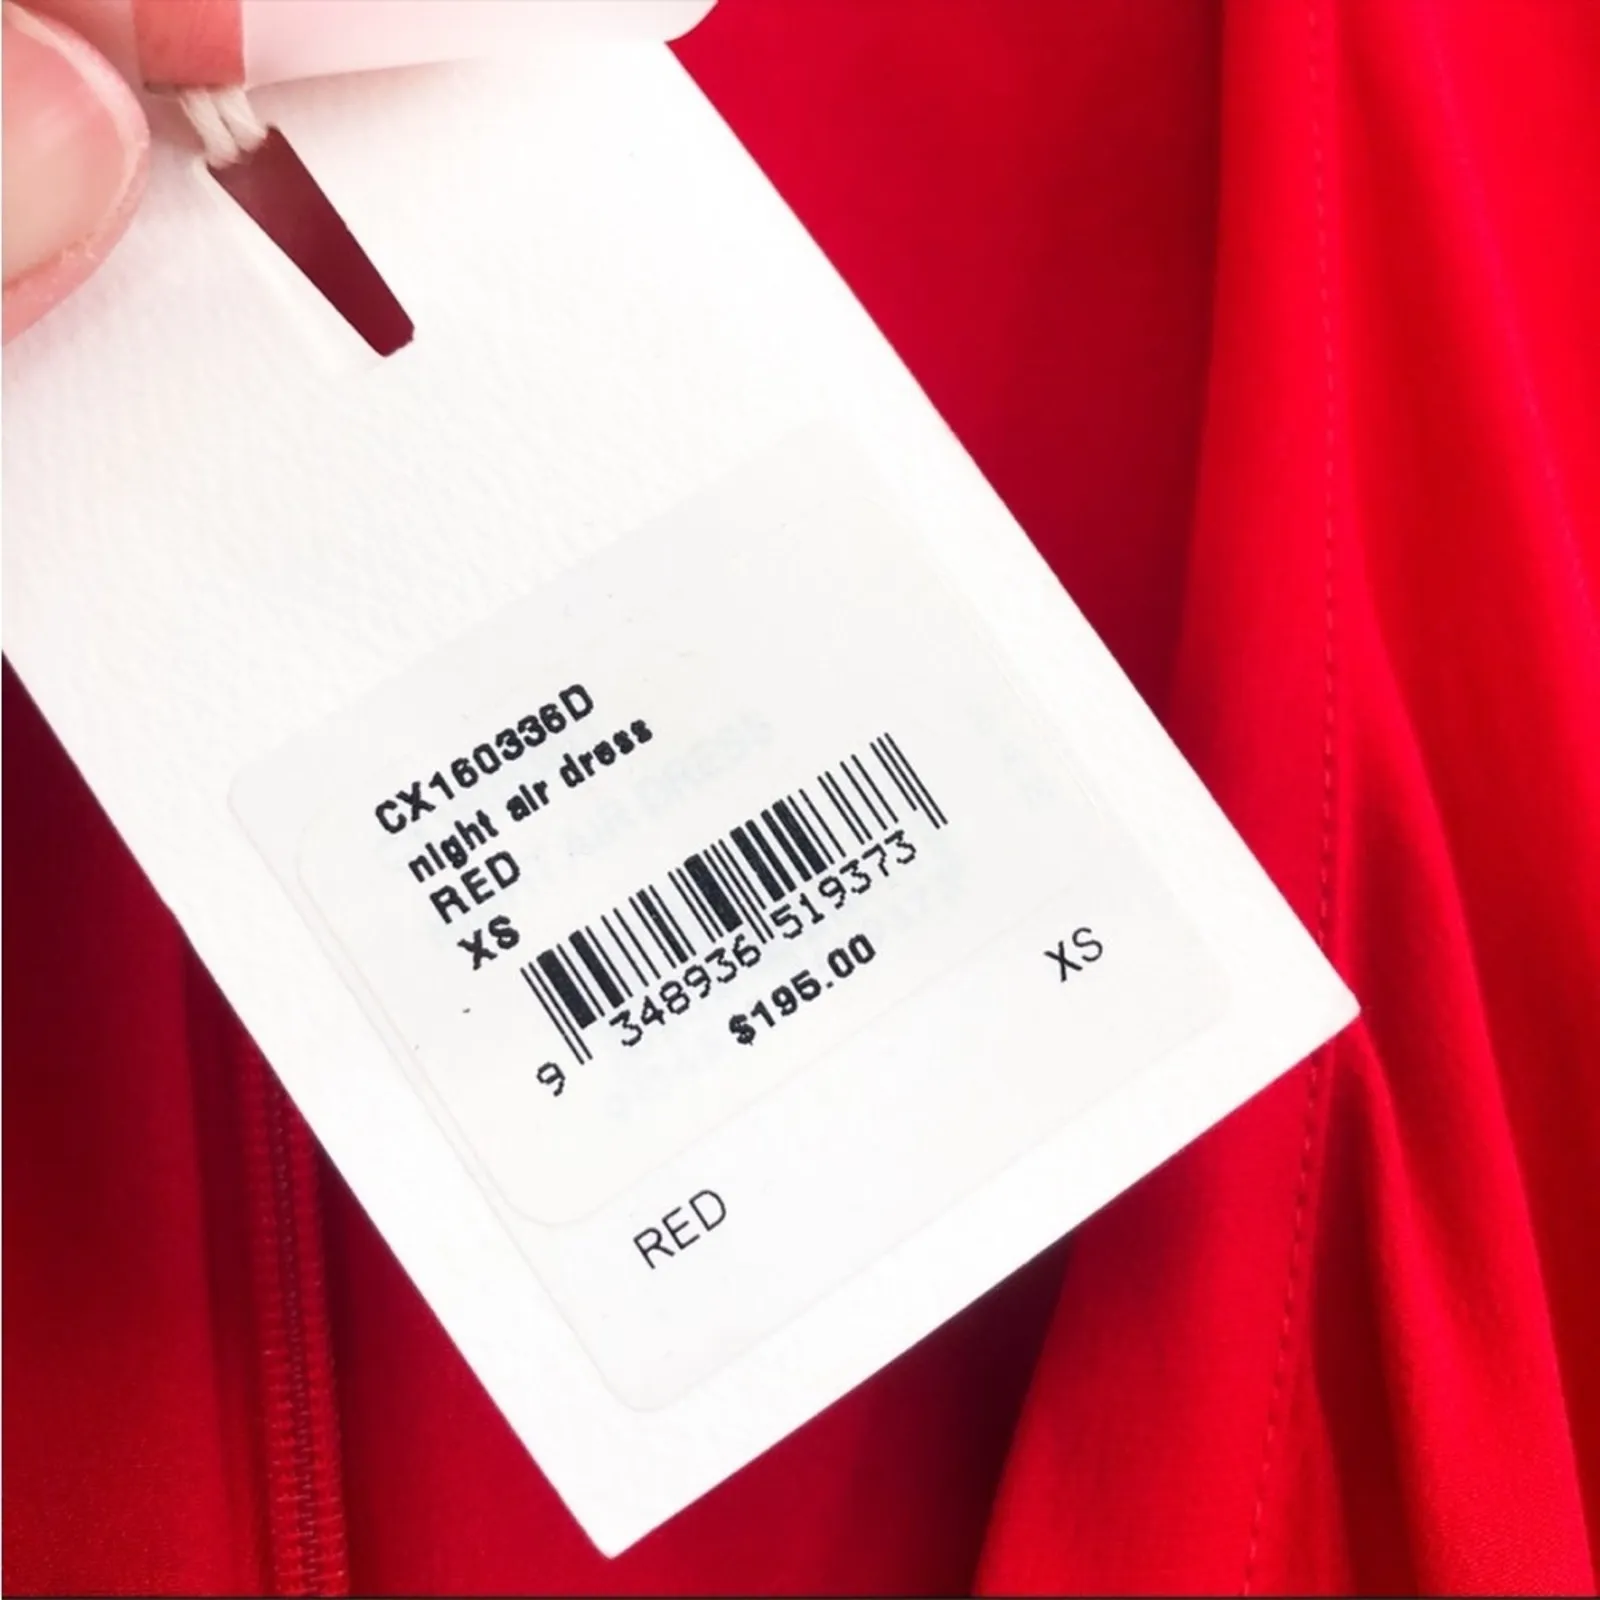 CX160336D
night air dress
RED
XS
9 348936 519373
$195.00
XS
RED